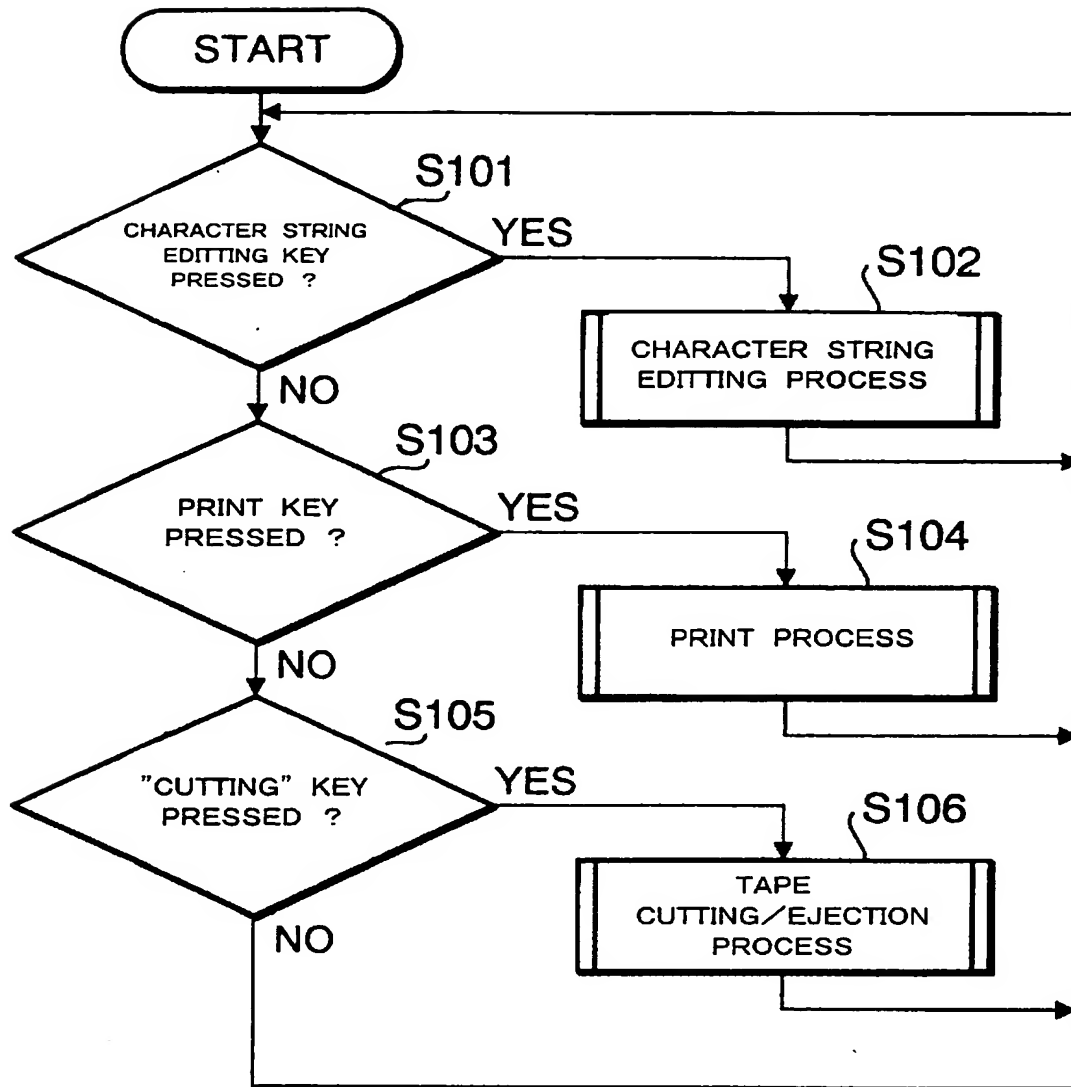 START
S101
CHARACTER STRING
EDITTING KEY
PRESSED ?
YES
S102
CHARACTER STRING
EDITTING PROCESS
NO
S103
PRINT KEY
PRESSED ?
YES
S104
PRINT PROCESS
NO
S105
"CUTTING" KEY
PRESSED ?
YES
S106
TAPE
CUTTING/EJECTION
PROCESS
NO